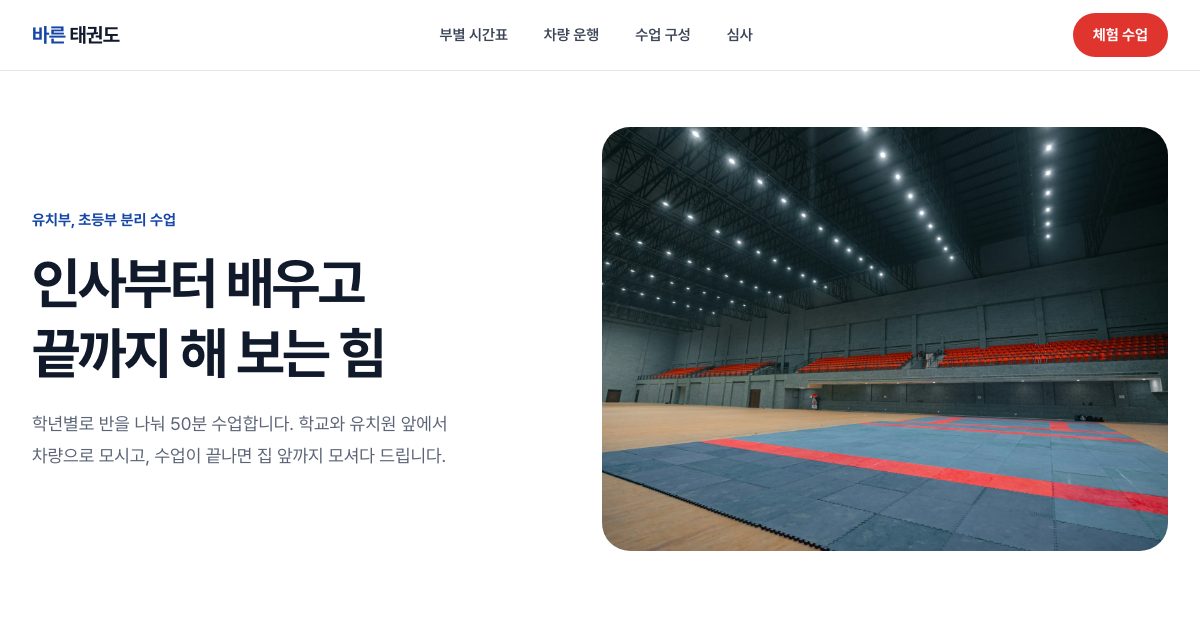 바른 태권도
부별 시간표
차량 운행
수업 구성
심사
체험 수업
유치부, 초등부 분리 수업
인사부터 배우고
끝까지 해 보는 힘
학년별로 반을 나눠 50분 수업합니다. 학교와 유치원 앞에서
차량으로 모시고, 수업이 끝나면 집 앞까지 모셔다 드립니다.